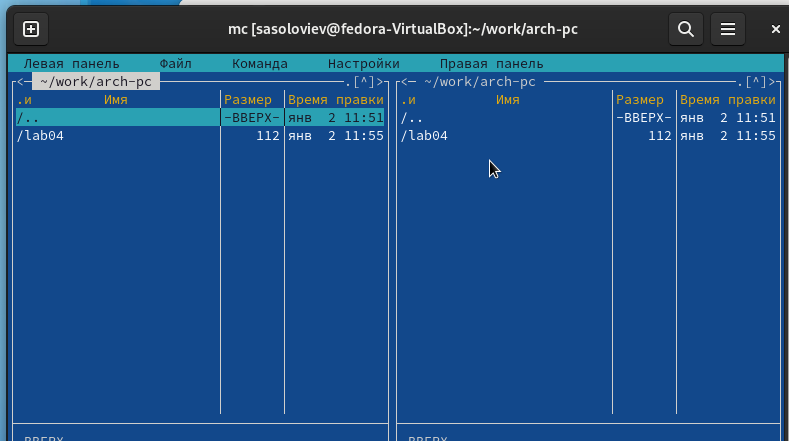 mc [sasoloviev@fedora-VirtualBox]:~/work/arch-pc
Левая панель Файл Команда Настройки Правая панель
<— ~/work/arch-pc .[^]> <— ~/work/arch-pc .[^]>
.и Имя Размер Время правки .и Имя Размер Время правки
/.. -ВВЕРХ- янв 2 11:51 /.. -ВВЕРХ- янв 2 11:51
/lab04 112 янв 2 11:55 /lab04 112 янв 2 11:55
-ВВЕРХ- -ВВЕРХ-